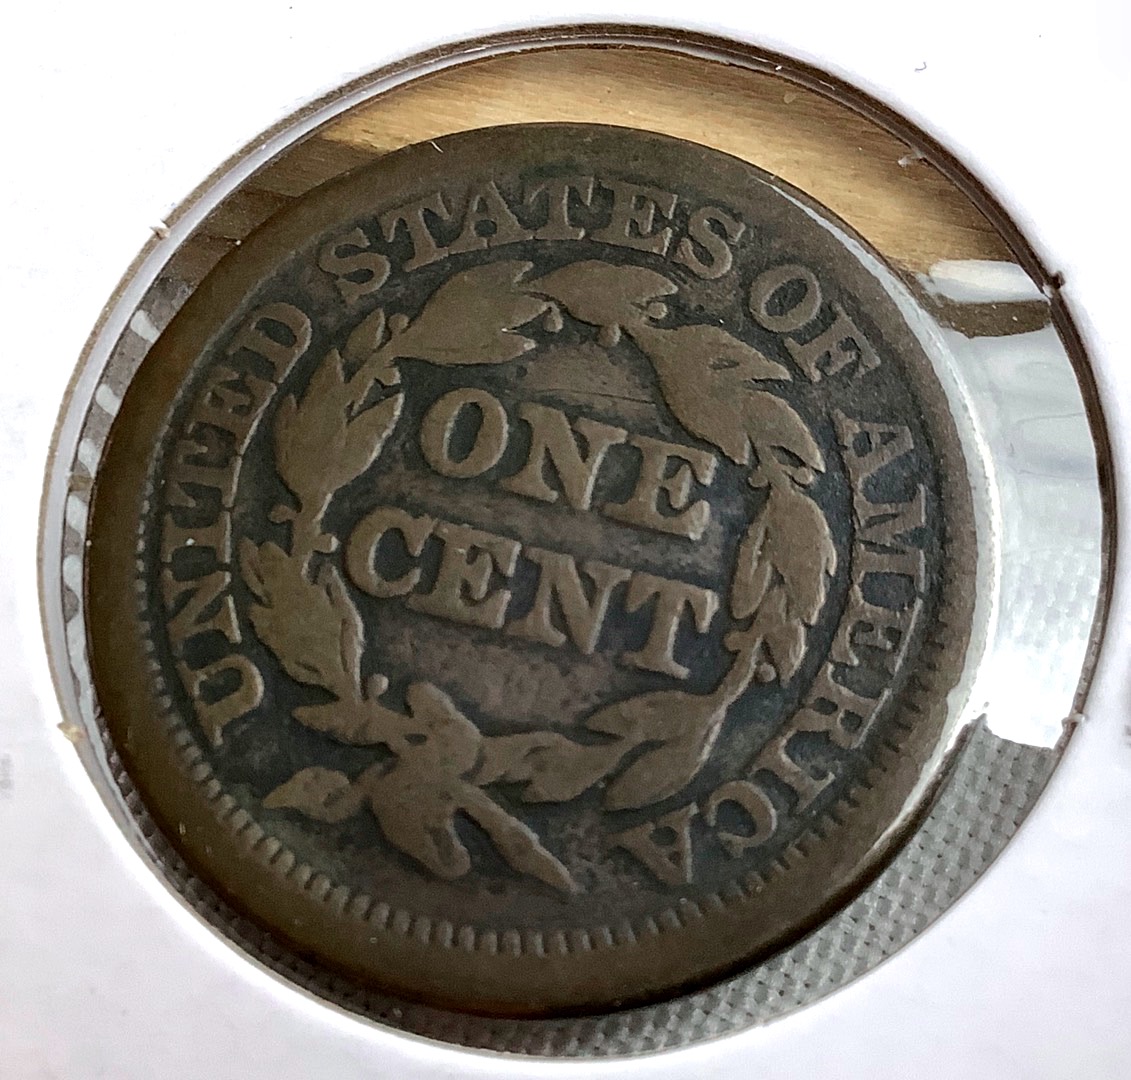 UNITED STATES OF AMERICA
ONE
CENT